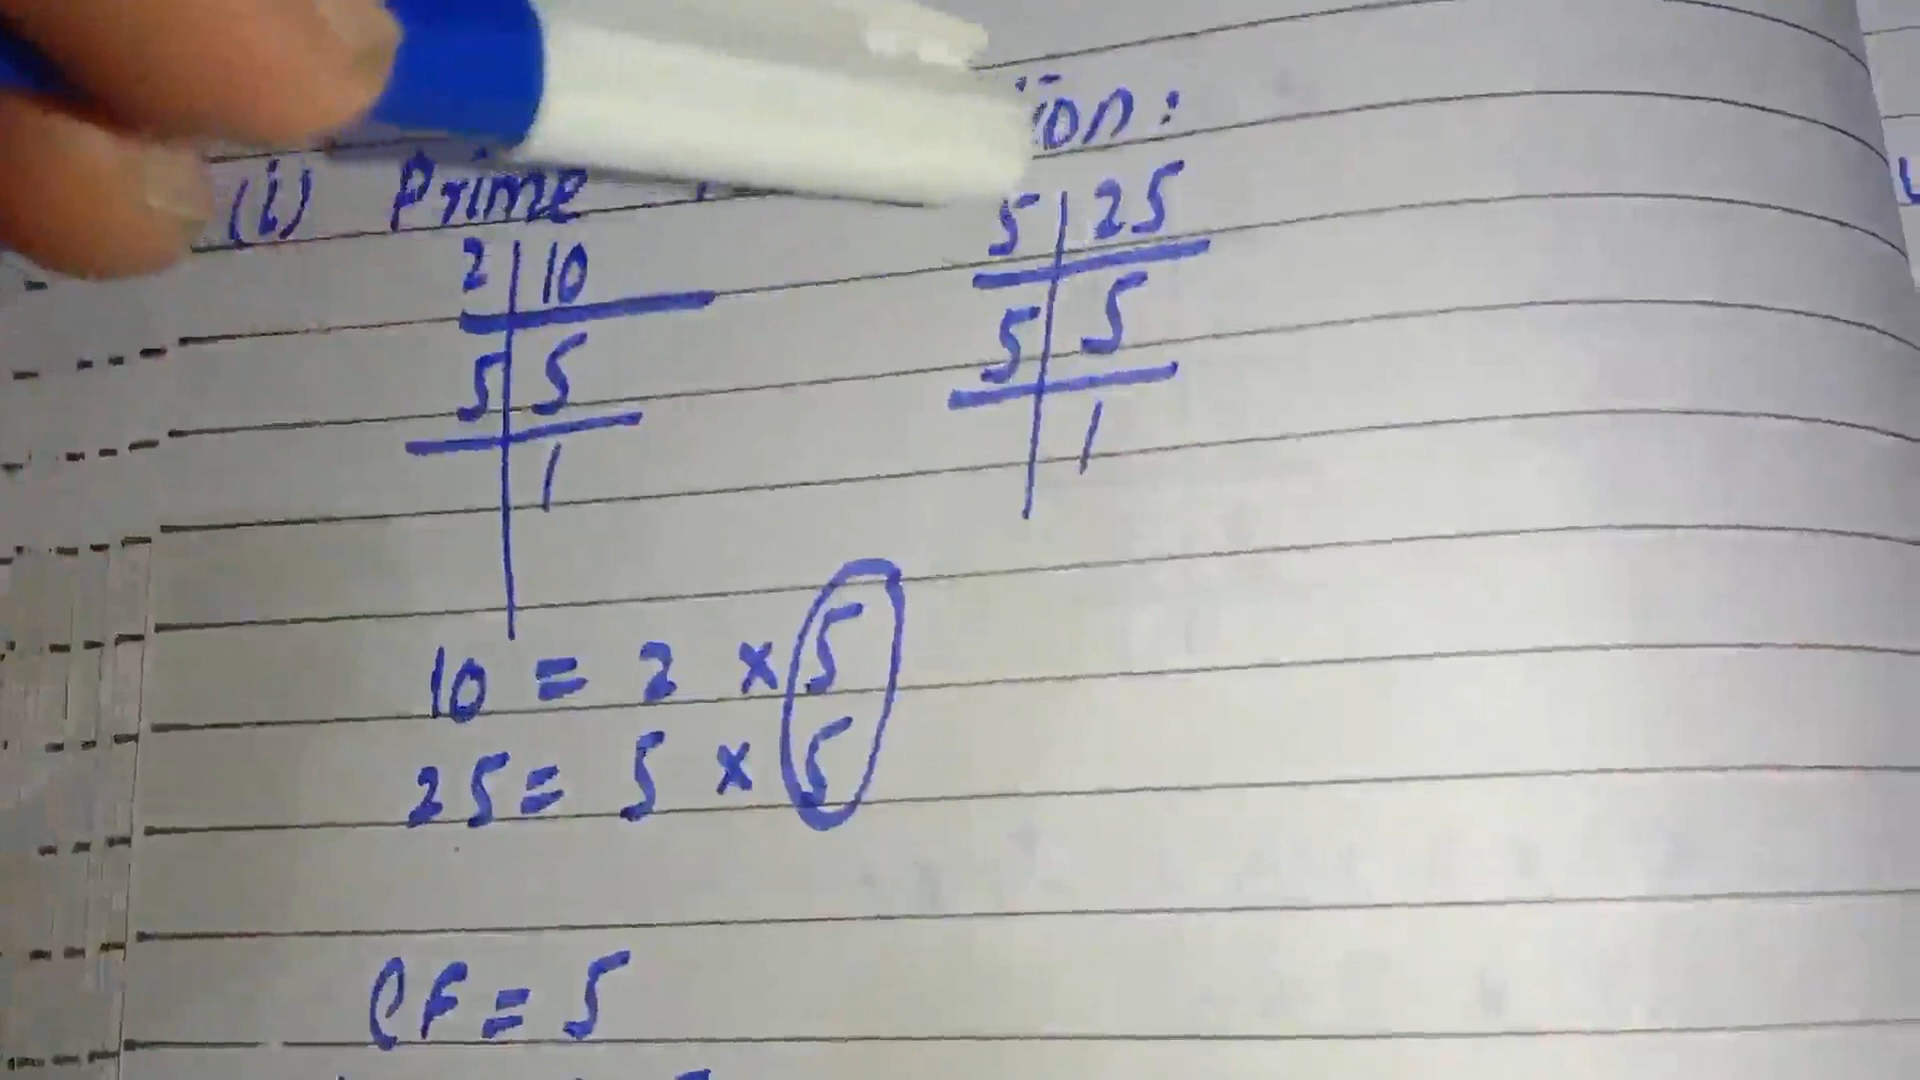 (i) Prime ion:
2 | 10
5 | 5
1
5 | 25
5 | 5
1
10 = 2 × 5
25 = 5 × 5
CF = 5